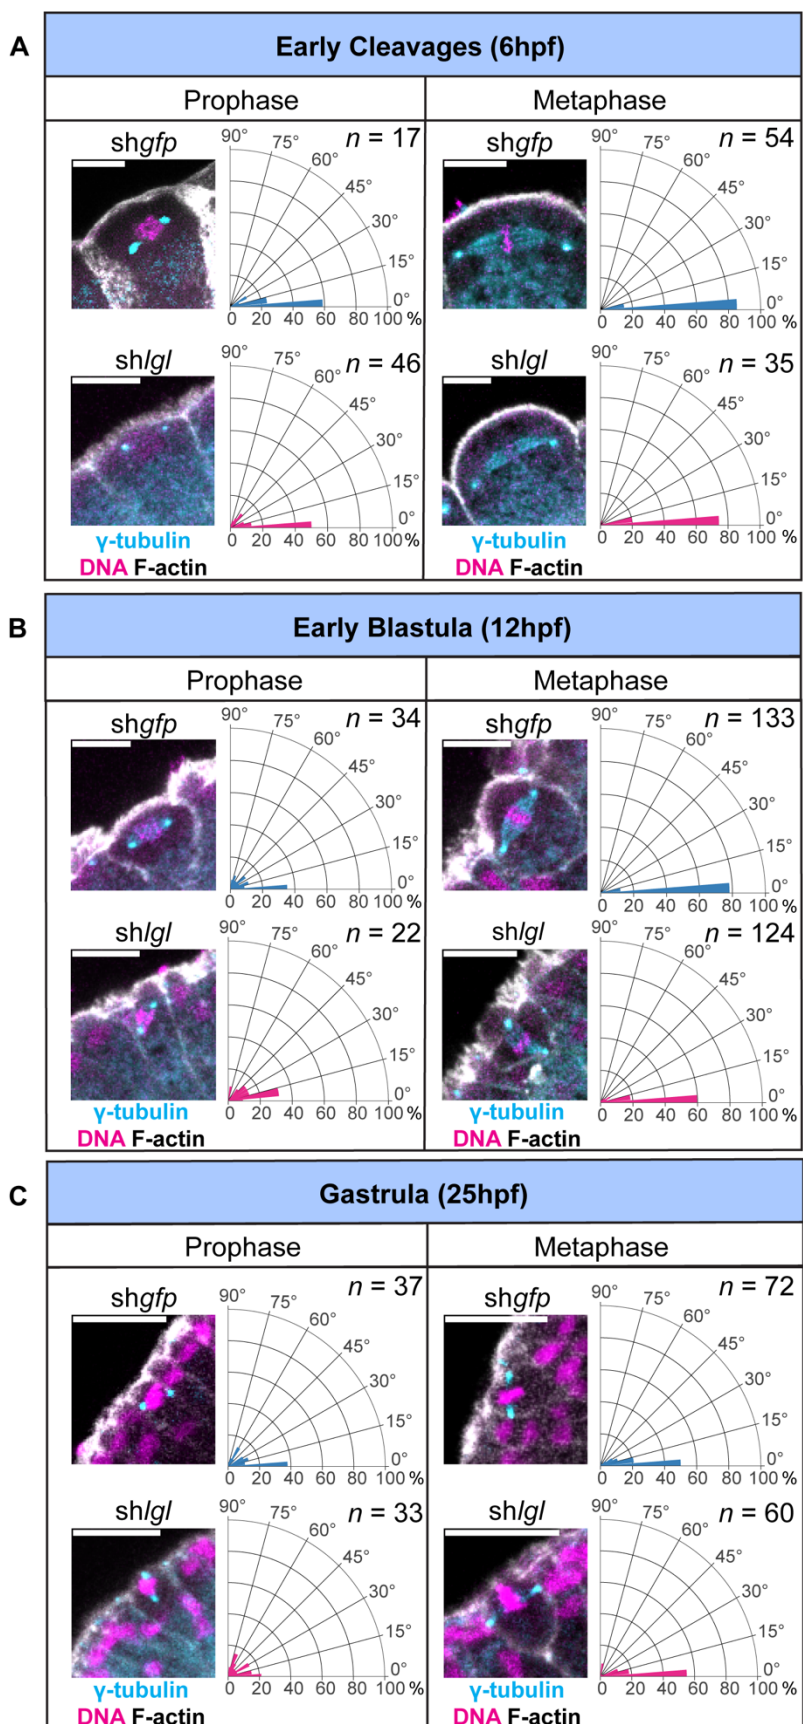 A
Early Cleavages (6hpf)
Prophase
Metaphase
shgfp
90°
75°
60°
45°
30°
15°
0°
n = 17
0 20 40 60 80 100 %
shgfp
90°
75°
60°
45°
30°
15°
0°
n = 54
0 20 40 60 80 100 %
shlgl
90°
75°
60°
45°
30°
15°
0°
n = 46
0 20 40 60 80 100 %
γ-tubulin
DNA F-actin
shlgl
90°
75°
60°
45°
30°
15°
0°
n = 35
0 20 40 60 80 100 %
γ-tubulin
DNA F-actin
B
Early Blastula (12hpf)
Prophase
Metaphase
shgfp
90°
75°
60°
45°
30°
15°
0°
n = 34
0 20 40 60 80 100 %
shgfp
90°
75°
60°
45°
30°
15°
0°
n = 133
0 20 40 60 80 100 %
shlgl
90°
75°
60°
45°
30°
15°
0°
n = 22
0 20 40 60 80 100 %
γ-tubulin
DNA F-actin
shlgl
90°
75°
60°
45°
30°
15°
0°
n = 124
0 20 40 60 80 100 %
γ-tubulin
DNA F-actin
C
Gastrula (25hpf)
Prophase
Metaphase
shgfp
90°
75°
60°
45°
30°
15°
0°
n = 37
0 20 40 60 80 100 %
shgfp
90°
75°
60°
45°
30°
15°
0°
n = 72
0 20 40 60 80 100 %
shlgl
90°
75°
60°
45°
30°
15°
0°
n = 33
0 20 40 60 80 100 %
γ-tubulin
DNA F-actin
shlgl
90°
75°
60°
45°
30°
15°
0°
n = 60
0 20 40 60 80 100 %
γ-tubulin
DNA F-actin